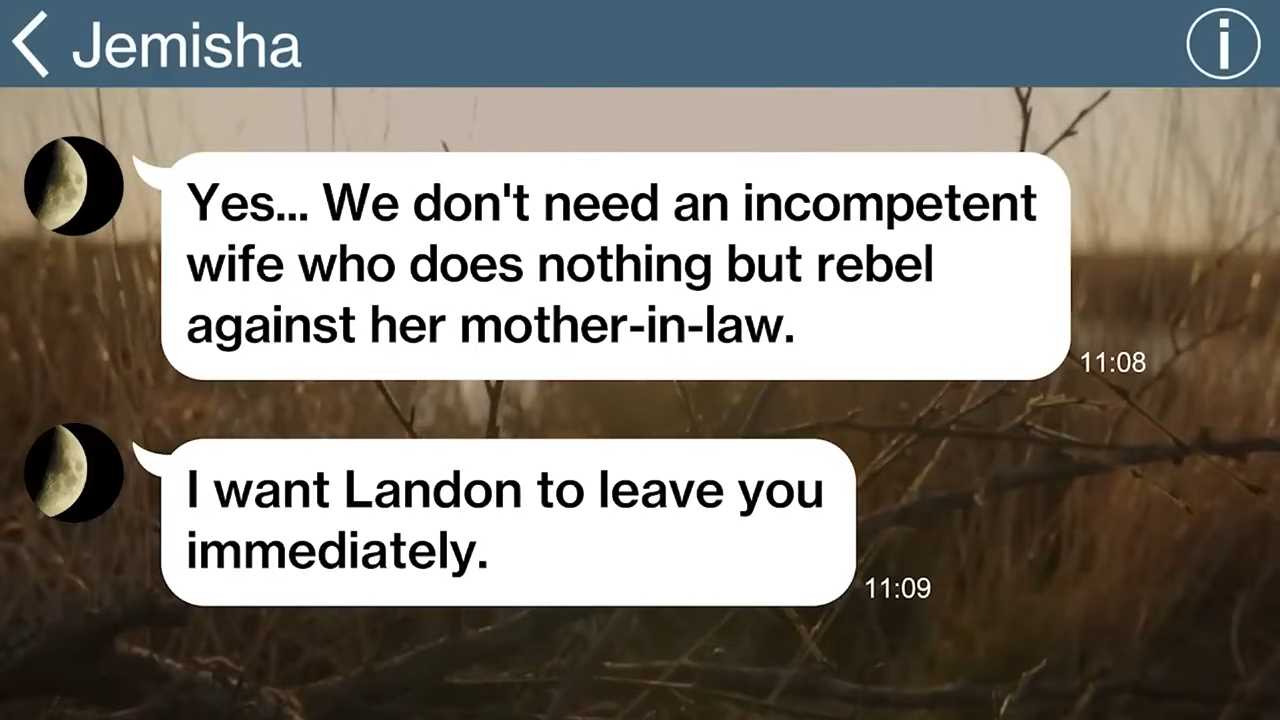 Jemisha
Yes... We don't need an incompetent
wife who does nothing but rebel
against her mother-in-law.
11:08
I want Landon to leave you
immediately.
11:09